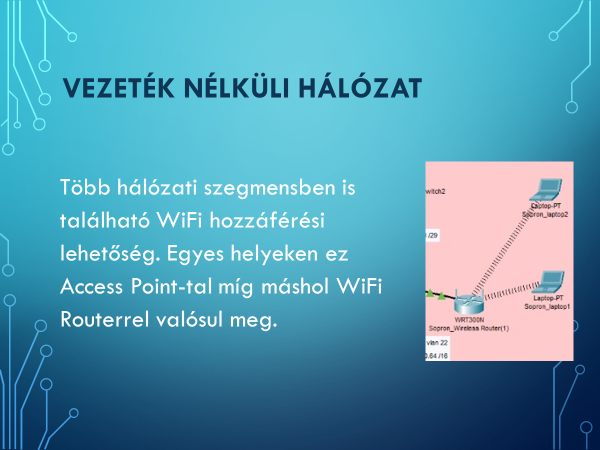 VEZETÉK NÉLKÜLI HÁLÓZAT
Több hálózati szegmensben is
található WiFi hozzáférési
lehetőség. Egyes helyeken ez
Access Point-tal míg máshol WiFi
Routerrel valósul meg.
witch2
Laptop-PT
Sopron_laptop2
/29
Laptop-PT
Sopron_laptop1
WRT300N
Sopron_Wireless Router(1)
vlan 22
0.64 /16